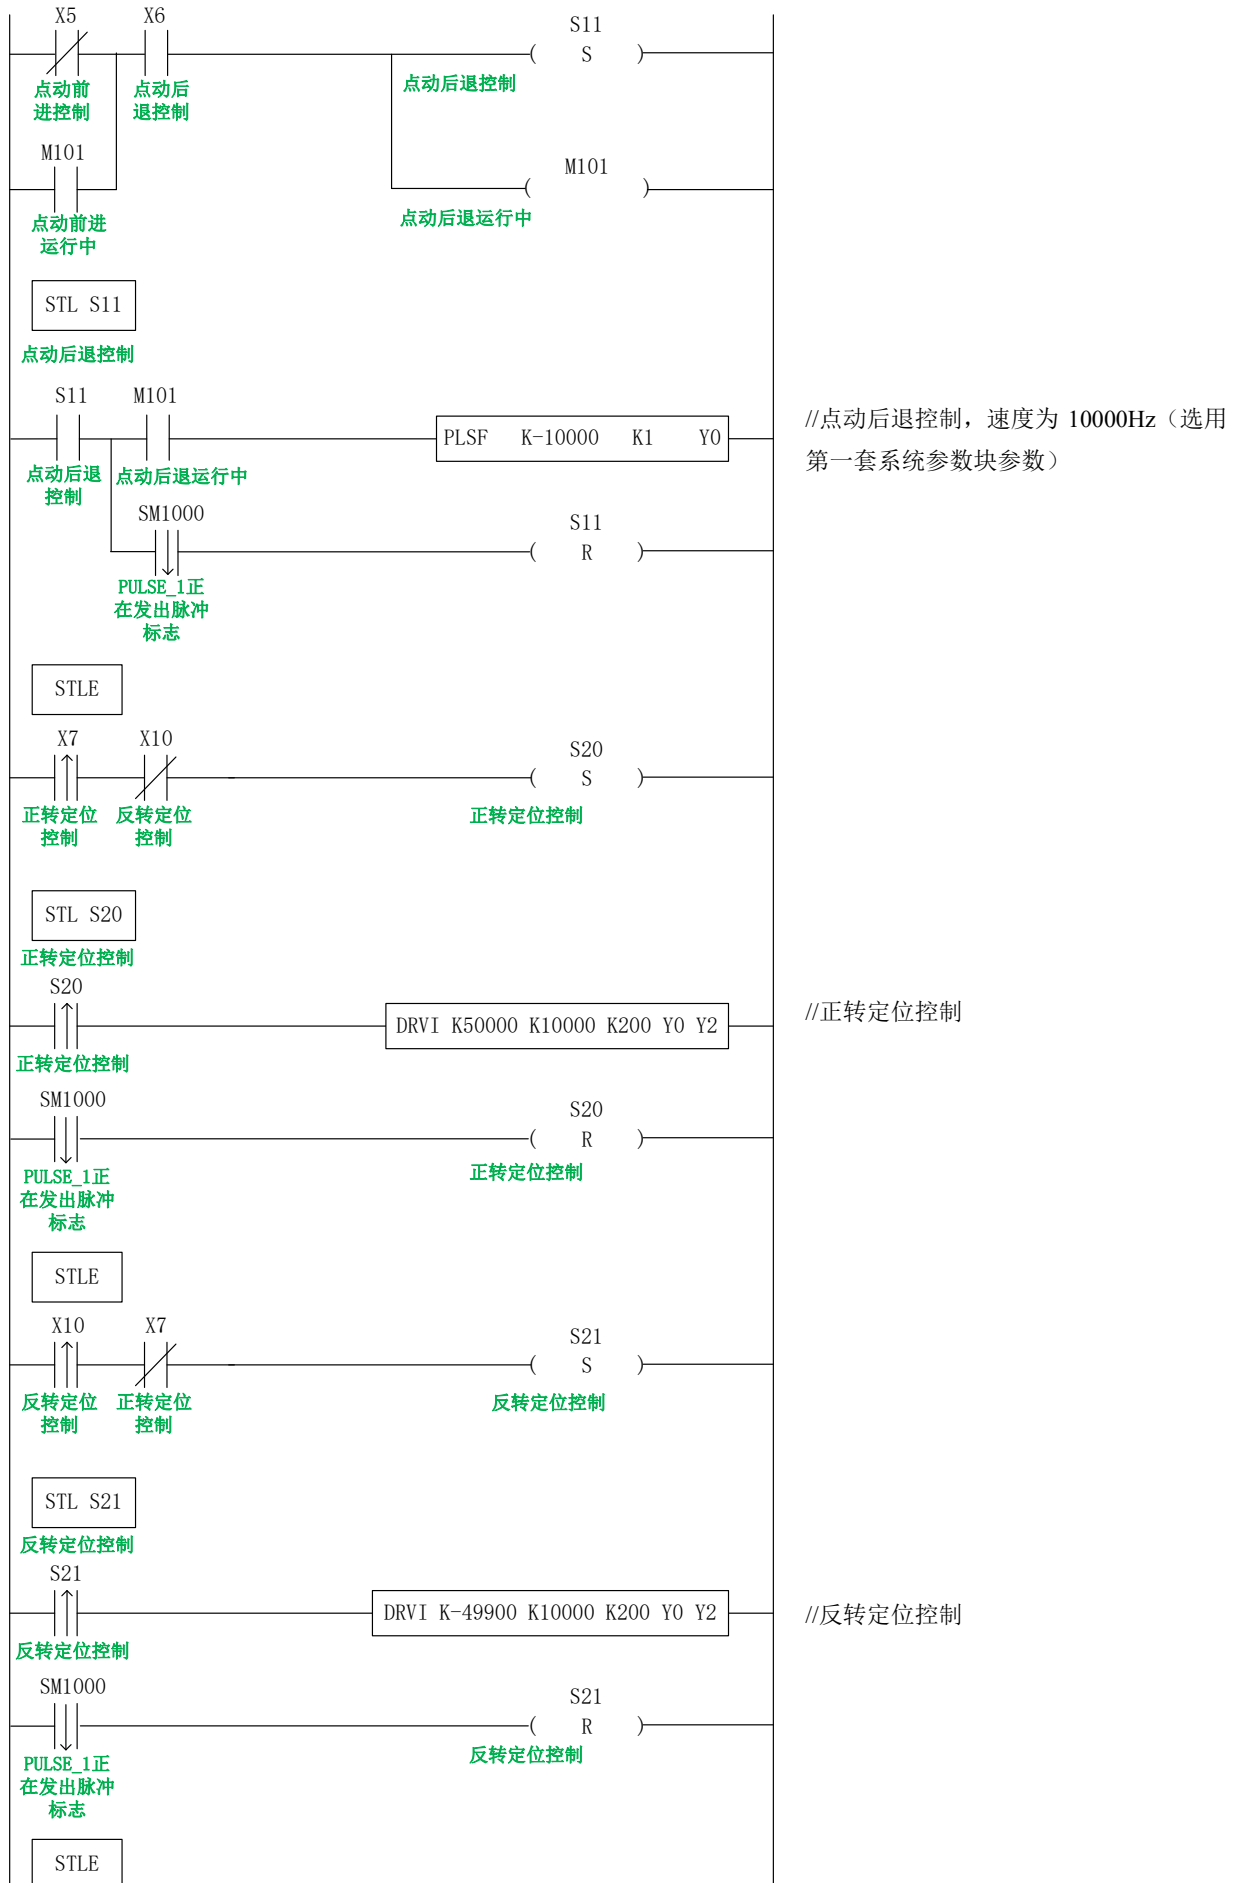 X5 X6 S11
( S )
点动前 点动后 点动后退控制
进控制 退控制
M101 M101
( )
点动前进 点动后退运行中
运行中
STL S11
点动后退控制
S11 M101
PLSF K-10000 K1 Y0
//点动后退控制，速度为 10000Hz（选用
第一套系统参数块参数）
点动后退 点动后退运行中
控制
SM1000 S11
( R )
PULSE_1正
在发出脉冲
标志
STLE
X7 X10 S20
( S )
正转定位 反转定位 正转定位控制
控制 控制
STL S20
正转定位控制
S20
DRVI K50000 K10000 K200 Y0 Y2 //正转定位控制
正转定位控制
SM1000 S20
( R )
PULSE_1正 正转定位控制
在发出脉冲
标志
STLE
X10 X7 S21
( S )
反转定位 正转定位 反转定位控制
控制 控制
STL S21
反转定位控制
S21
DRVI K-49900 K10000 K200 Y0 Y2 //反转定位控制
反转定位控制
SM1000 S21
( R )
PULSE_1正 反转定位控制
在发出脉冲
标志
STLE